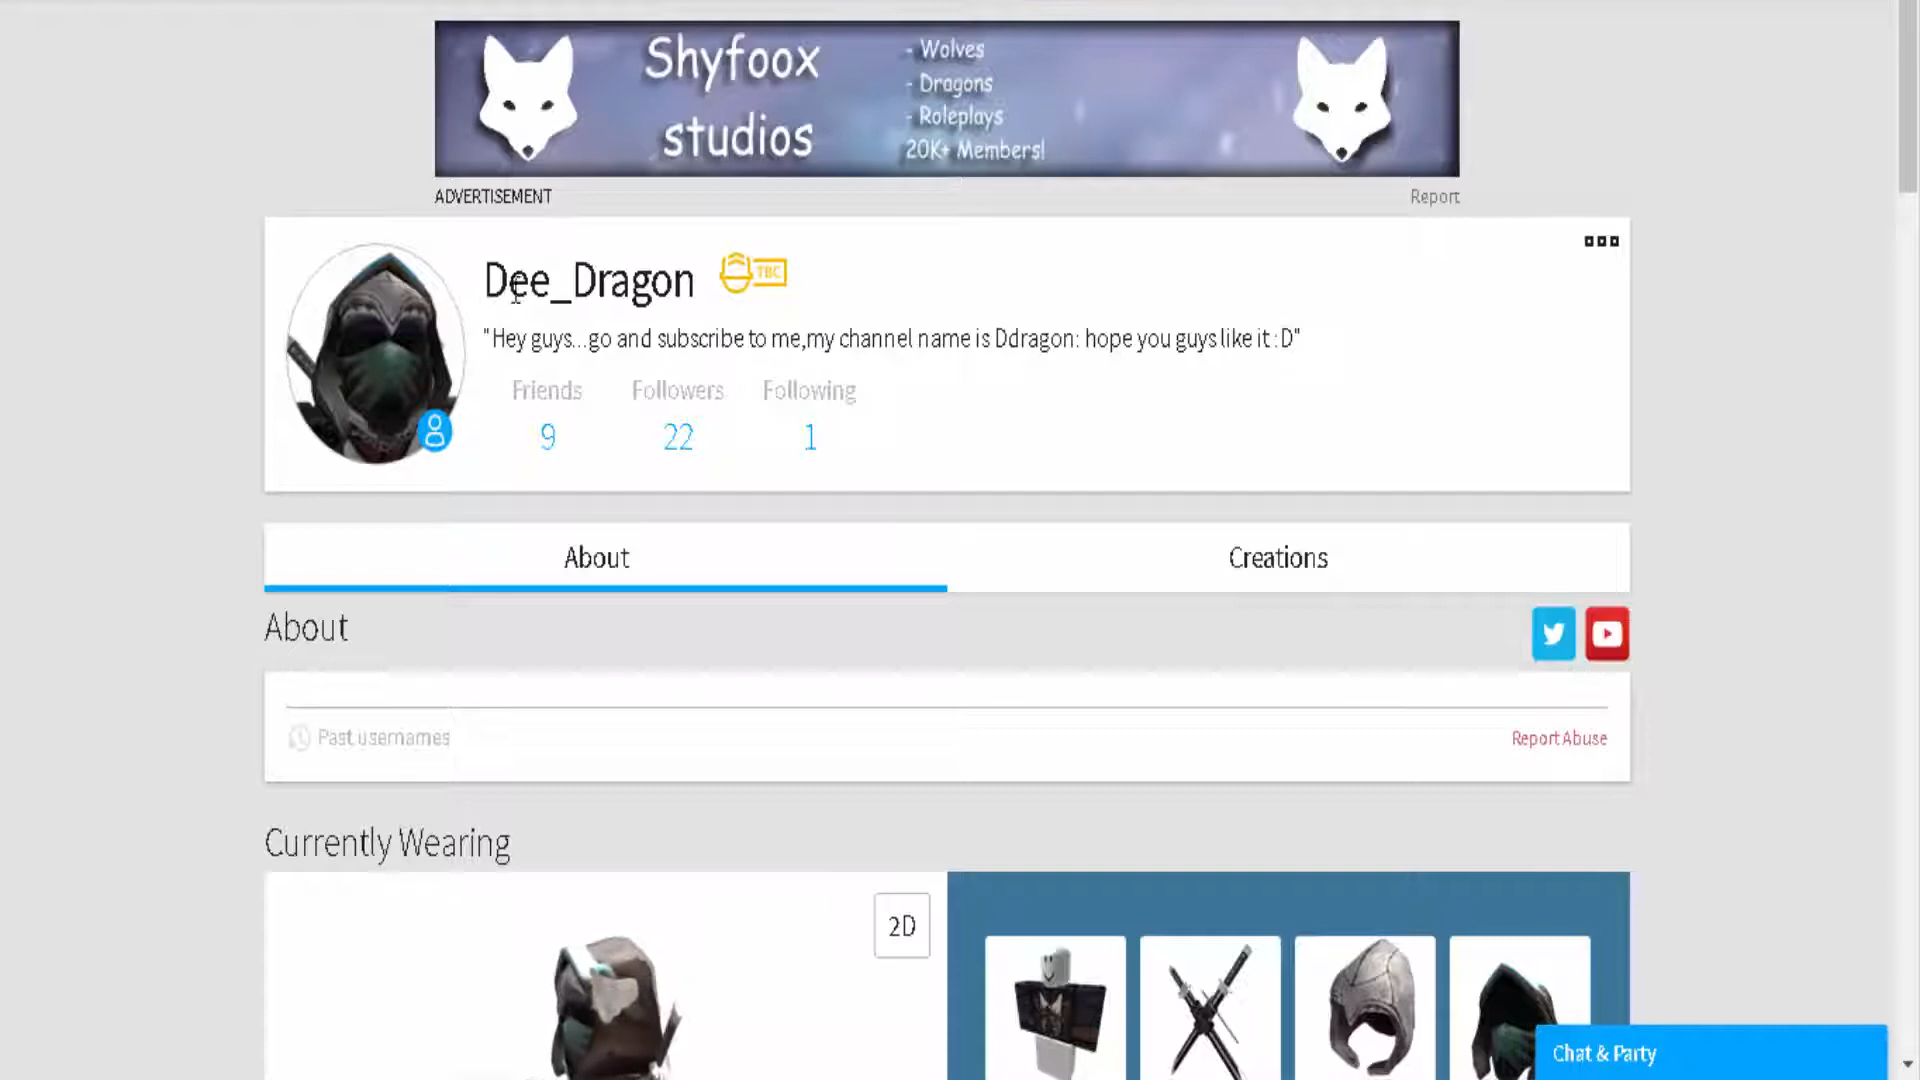 Shyfoox
studios
- Wolves
- Dragons
- Roleplays
20K+ Members!
ADVERTISEMENT
Report
Dee_Dragon
TBC
"Hey guys...go and subscribe to me,my channel name is Ddragon: hope you guys like it :D"
Friends Followers Following
9 22 1
About
Creations
About
Past usernames
Report Abuse
Currently Wearing
2D
Chat & Party